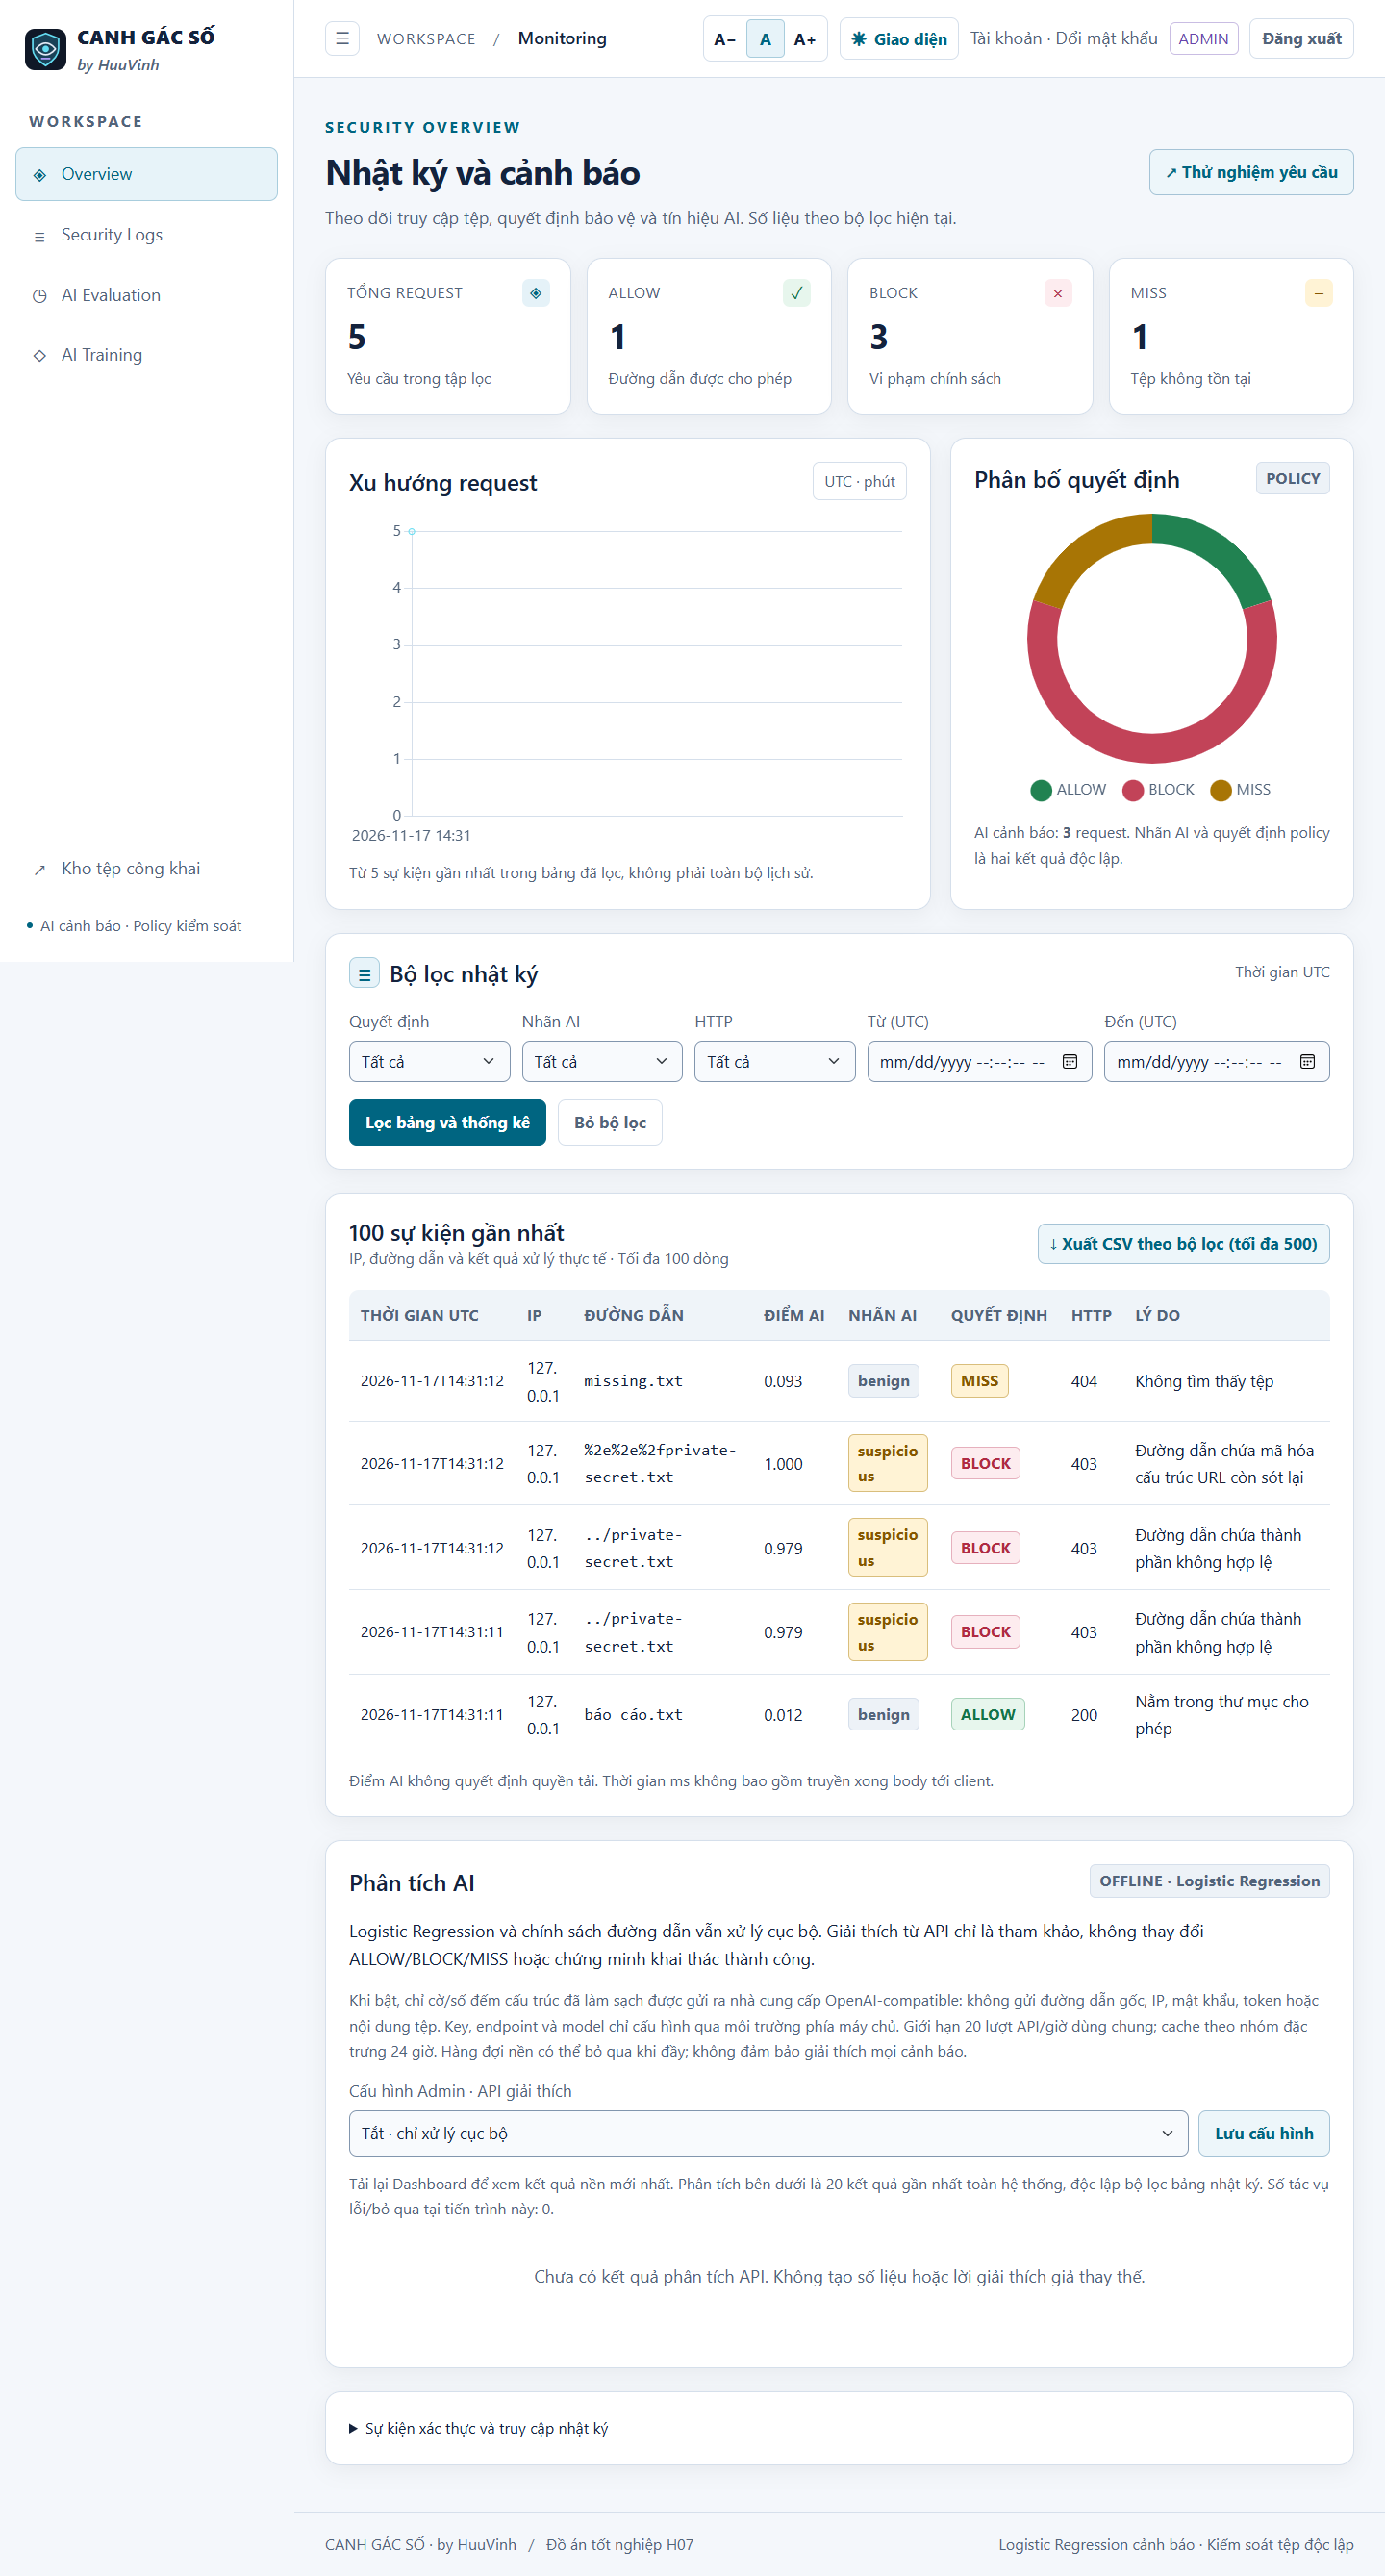 CANH GÁC SỐ
by HuuVinh
WORKSPACE
Overview
Security Logs
AI Evaluation
AI Training
Kho tệp công khai
AI cảnh báo · Policy kiểm soát
WORKSPACE / Monitoring
A− A A+ Giao diện Tài khoản · Đổi mật khẩu ADMIN Đăng xuất
SECURITY OVERVIEW
Nhật ký và cảnh báo
↗ Thử nghiệm yêu cầu
Theo dõi truy cập tệp, quyết định bảo vệ và tín hiệu AI. Số liệu theo bộ lọc hiện tại.
TỔNG REQUEST
5
Yêu cầu trong tập lọc
ALLOW
1
Đường dẫn được cho phép
BLOCK
3
Vi phạm chính sách
MISS
1
Tệp không tồn tại
Xu hướng request
UTC · phút
5
4
3
2
1
0
2026-11-17 14:31
Từ 5 sự kiện gần nhất trong bảng đã lọc, không phải toàn bộ lịch sử.
Phân bố quyết định
POLICY
ALLOW BLOCK MISS
AI cảnh báo: 3 request. Nhãn AI và quyết định policy
là hai kết quả độc lập.
Bộ lọc nhật ký
Thời gian UTC
Quyết định Nhãn AI HTTP Từ (UTC) Đến (UTC)
Tất cả Tất cả Tất cả mm/dd/yyyy --:--:-- -- mm/dd/yyyy --:--:-- --
Lọc bảng và thống kê Bỏ bộ lọc
100 sự kiện gần nhất
IP, đường dẫn và kết quả xử lý thực tế · Tối đa 100 dòng
↓ Xuất CSV theo bộ lọc (tối đa 500)
THỜI GIAN UTC IP ĐƯỜNG DẪN ĐIỂM AI NHÃN AI QUYẾT ĐỊNH HTTP LÝ DO
2026-11-17T14:31:12 127.
0.0.1 missing.txt 0.093 benign MISS 404 Không tìm thấy tệp
2026-11-17T14:31:12 127.
0.0.1 %2e%2e%2fprivate-
secret.txt 1.000 suspicio
us BLOCK 403 Đường dẫn chứa mã hóa
cấu trúc URL còn sót lại
2026-11-17T14:31:12 127.
0.0.1 ../private-
secret.txt 0.979 suspicio
us BLOCK 403 Đường dẫn chứa thành
phần không hợp lệ
2026-11-17T14:31:11 127.
0.0.1 ../private-
secret.txt 0.979 suspicio
us BLOCK 403 Đường dẫn chứa thành
phần không hợp lệ
2026-11-17T14:31:11 127.
0.0.1 báo cáo.txt 0.012 benign ALLOW 200 Nằm trong thư mục cho
phép
Điểm AI không quyết định quyền tải. Thời gian ms không bao gồm truyền xong body tới client.
Phân tích AI
OFFLINE · Logistic Regression
Logistic Regression và chính sách đường dẫn vẫn xử lý cục bộ. Giải thích từ API chỉ là tham khảo, không thay đổi
ALLOW/BLOCK/MISS hoặc chứng minh khai thác thành công.
Khi bật, chỉ cờ/số đếm cấu trúc đã làm sạch được gửi ra nhà cung cấp OpenAI-compatible: không gửi đường dẫn gốc, IP, mật khẩu, token hoặc
nội dung tệp. Key, endpoint và model chỉ cấu hình qua môi trường phía máy chủ. Giới hạn 20 lượt API/giờ dùng chung; cache theo nhóm đặc
trưng 24 giờ. Hàng đợi nền có thể bỏ qua khi đầy; không đảm bảo giải thích mọi cảnh báo.
Cấu hình Admin · API giải thích
Tắt · chỉ xử lý cục bộ
Lưu cấu hình
Tải lại Dashboard để xem kết quả nền mới nhất. Phân tích bên dưới là 20 kết quả gần nhất toàn hệ thống, độc lập bộ lọc bảng nhật ký. Số tác vụ
lỗi/bỏ qua tại tiến trình này: 0.
Chưa có kết quả phân tích API. Không tạo số liệu hoặc lời giải thích giả thay thế.
Sự kiện xác thực và truy cập nhật ký
CANH GÁC SỐ · by HuuVinh / Đồ án tốt nghiệp H07
Logistic Regression cảnh báo · Kiểm soát tệp độc lập